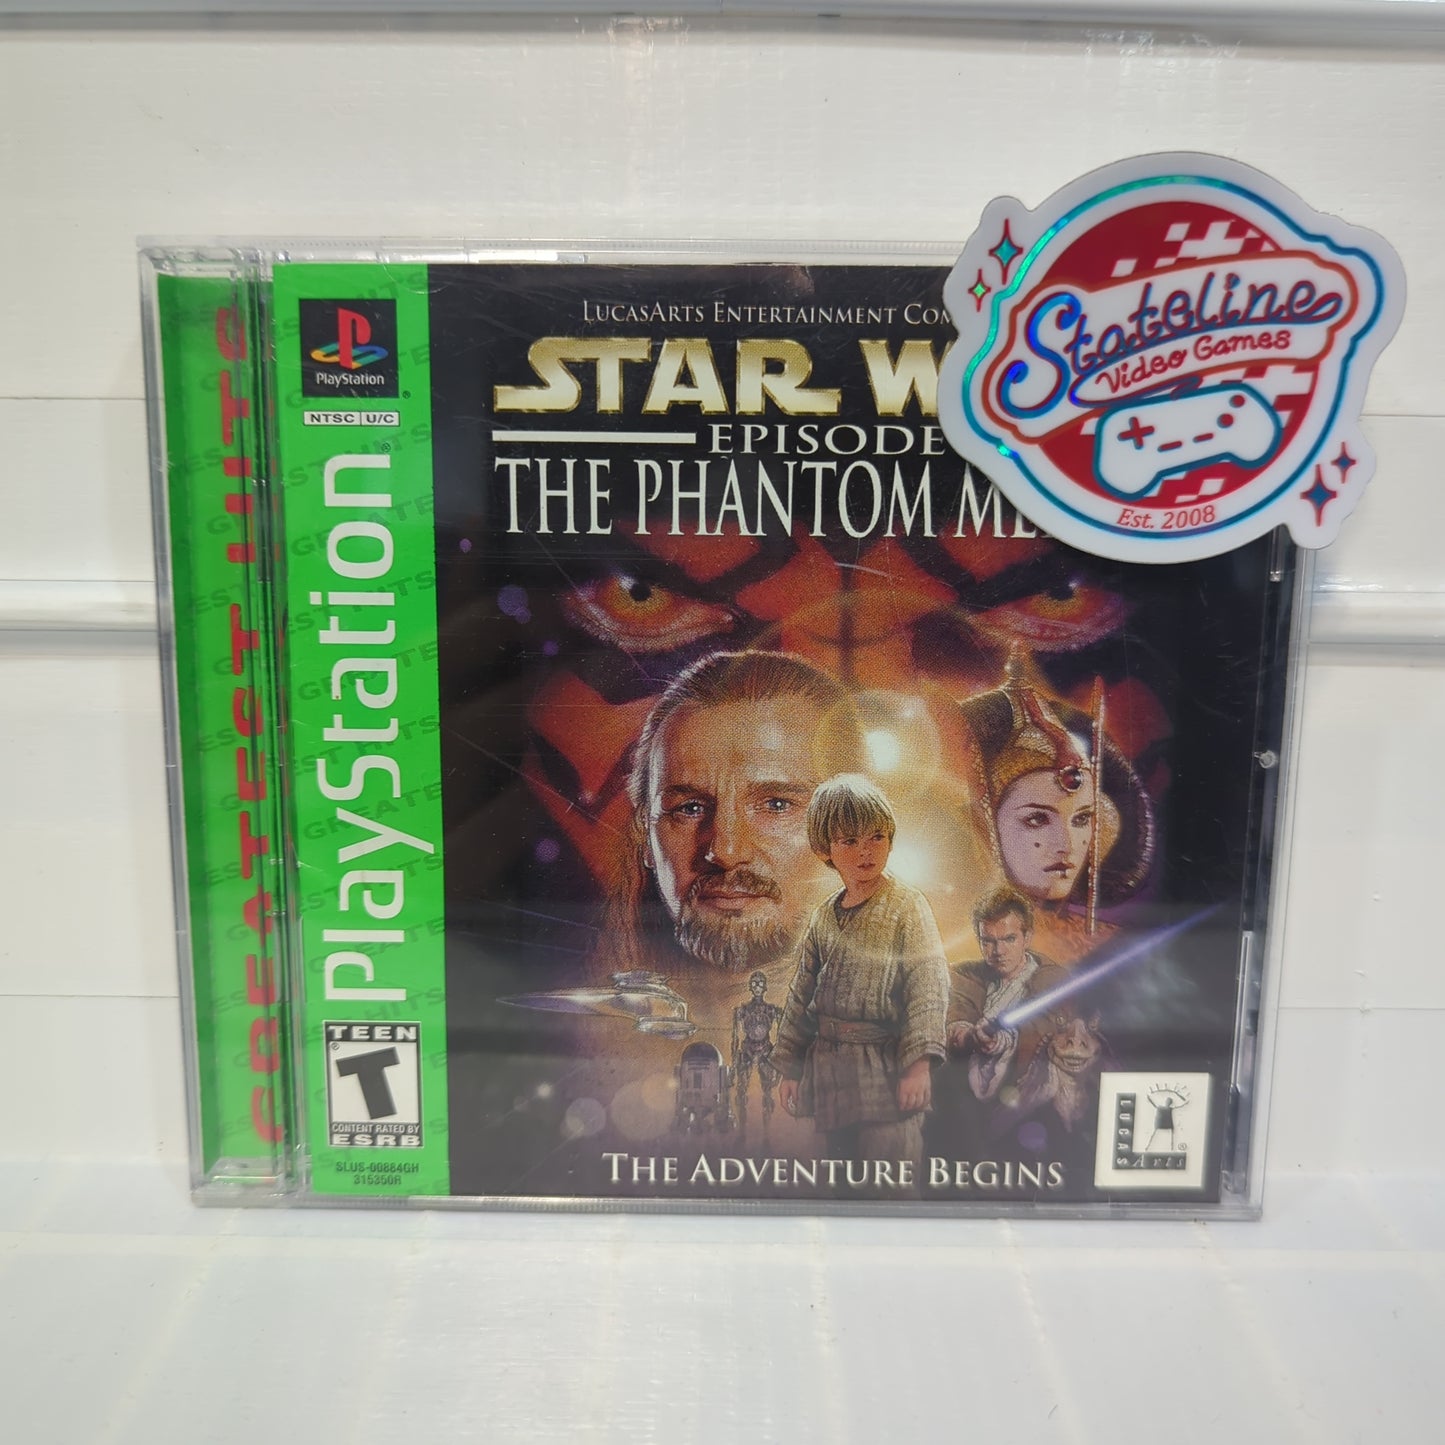 GREATEST HITS
PlayStation
NTSC U/C
PlayStation
TEEN
T
CONTENT RATED BY
ESRB
SLUS-00884GH
315350R
LUCASARTS ENTERTAINMENT COM
STAR W
EPISODE
THE PHANTOM ME
THE ADVENTURE BEGINS
LUCAS
Arts
Stateline
Video Games
Est. 2008